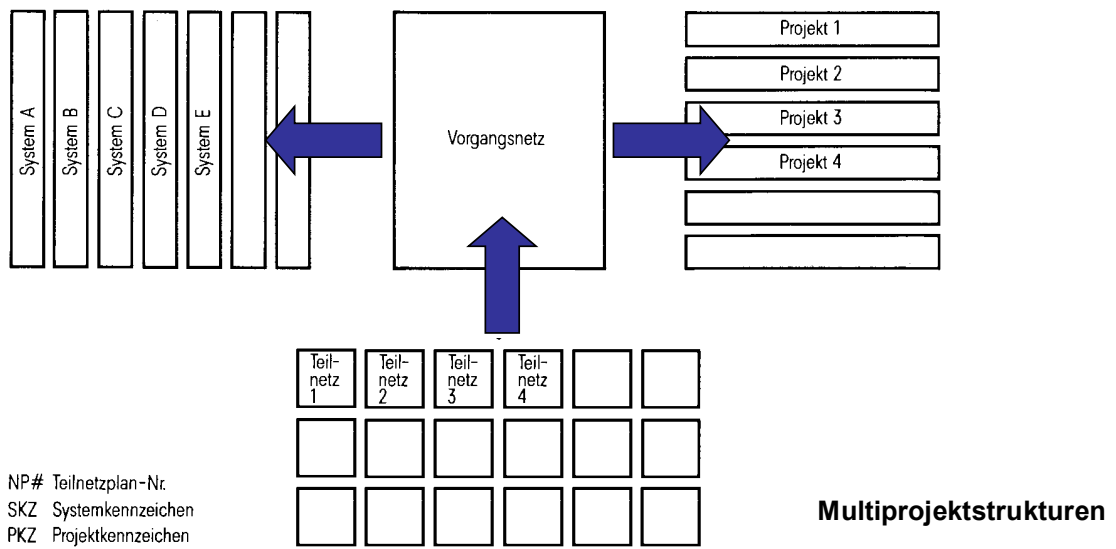 System A
System B
System C
System D
System E
Vorgangsnetz
Projekt 1
Projekt 2
Projekt 3
Projekt 4
Teil-
netz
1
Teil-
netz
2
Teil-
netz
3
Teil-
netz
4
NP# Teilnetzplan-Nr.
SKZ Systemkennzeichen
PKZ Projektkennzeichen
Multiprojektstrukturen